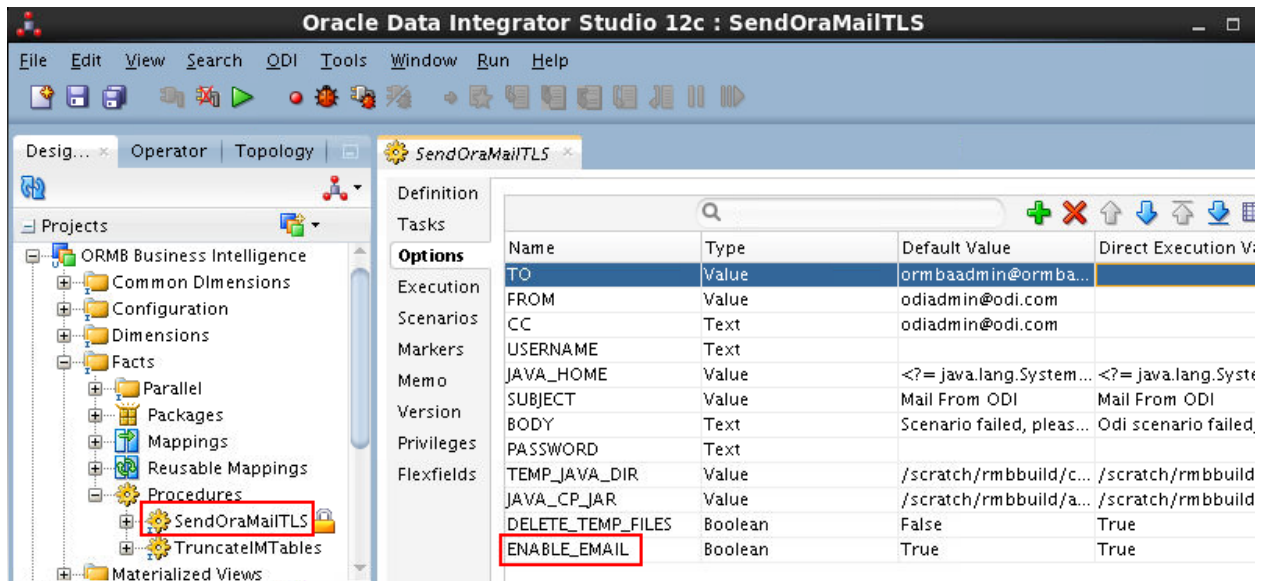 Oracle Data Integrator Studio 12c : SendOraMailTLS
File Edit View Search ODI Tools Window Run Help
Desig... Operator Topology
SendOraMailTLS
Projects
ORMB Business Intelligence
Common DImensions
Configuration
Dimensions
Facts
Parallel
Packages
Mappings
Reusable Mappings
Procedures
SendOraMailTLS
TruncateIMTables
Materialized Views
Definition
Tasks
Options
Execution
Scenarios
Markers
Memo
Version
Privileges
Flexfields
Name Type Default Value Direct Execution Va
TO Value ormbaadmin@ormba...
FROM Value odiadmin@odi.com
CC Text odiadmin@odi.com
USERNAME Text
JAVA_HOME Value <?= java.lang.System... <?= java.lang.Syste
SUBJECT Value Mail From ODI Mail From ODI
BODY Text Scenario failed, pleas... Odi scenario failed,
PASSWORD Text
TEMP_JAVA_DIR Value /scratch/rmbbuild/c... /scratch/rmbbuild
JAVA_CP_JAR Value /scratch/rmbbuild/a... /scratch/rmbbuild
DELETE_TEMP_FILES Boolean False True
ENABLE_EMAIL Boolean True True